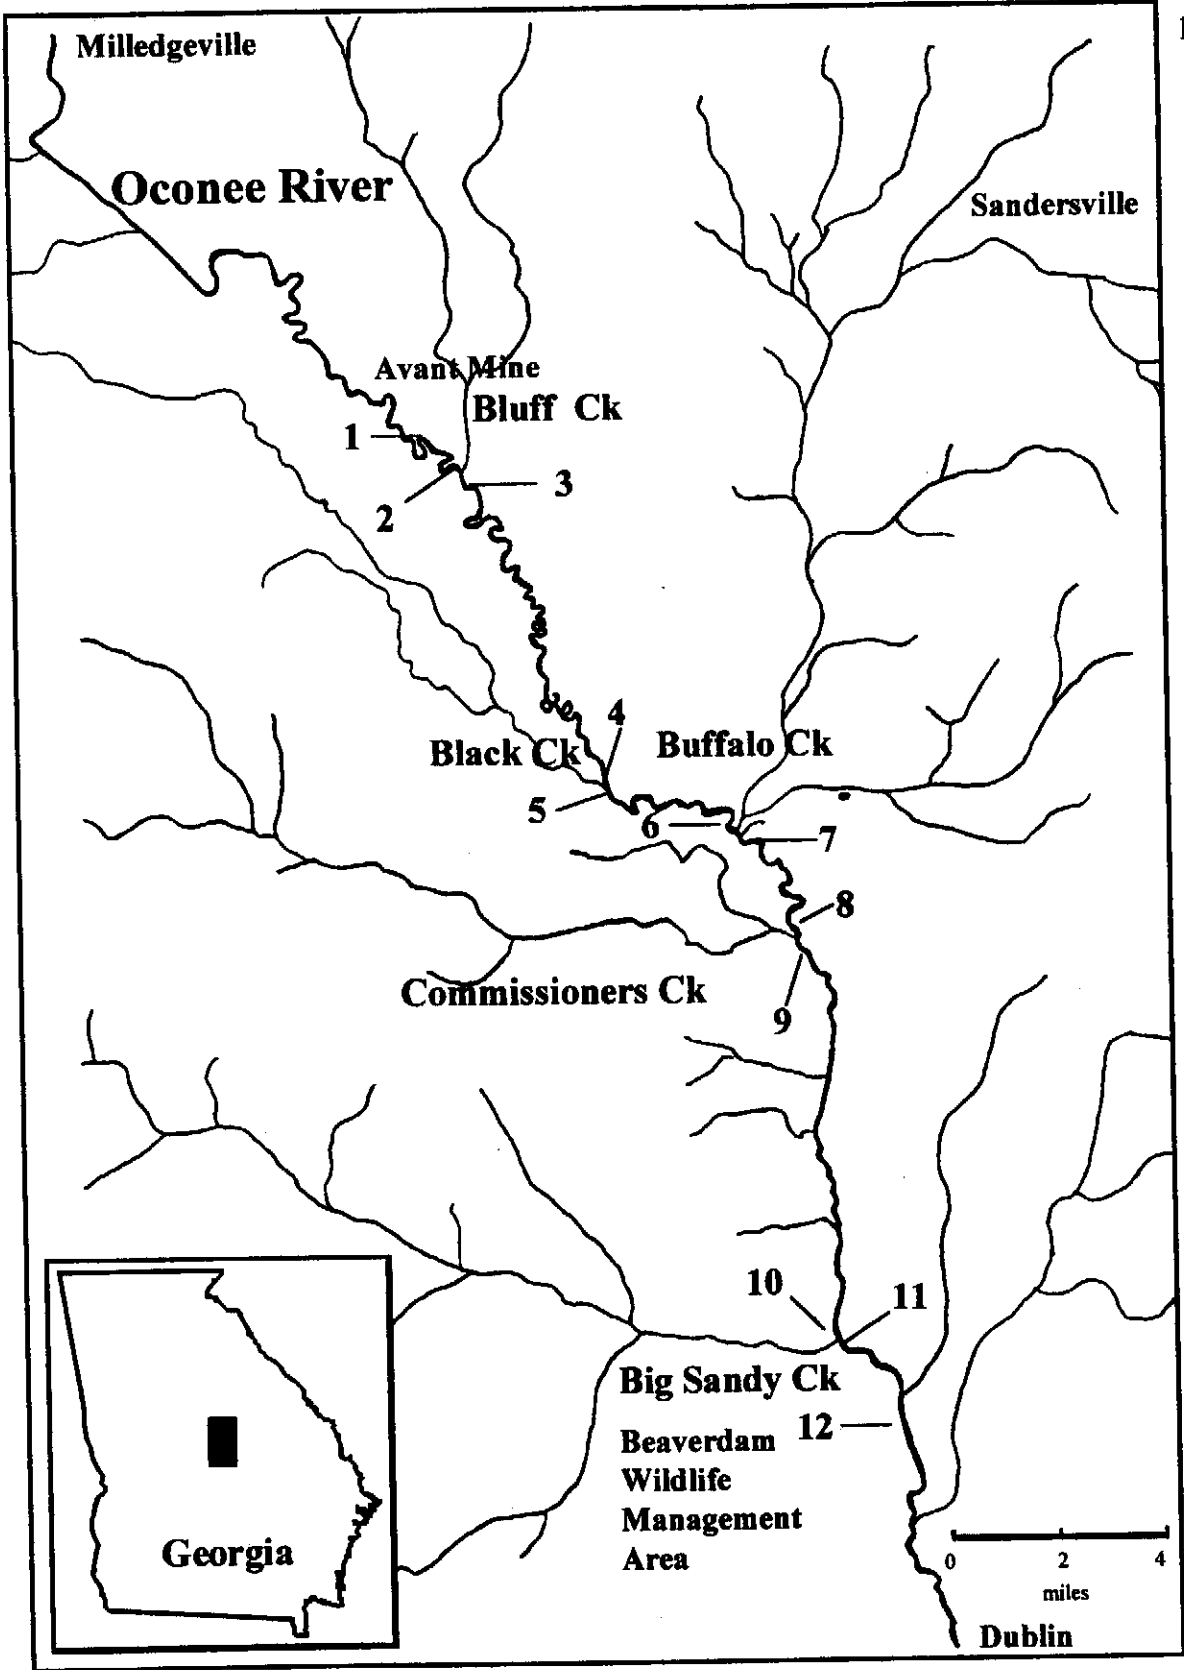 1
Milledgeville
Oconee River
Sandersville
Avant Mine
Bluff Ck
1
3
2
4
Black Ck
Buffalo Ck
5
6
7
8
Commissioners Ck
9
10
11
Big Sandy Ck
12
Beaverdam
Wildlife
Management
Area
Georgia
0 2 4
miles
Dublin